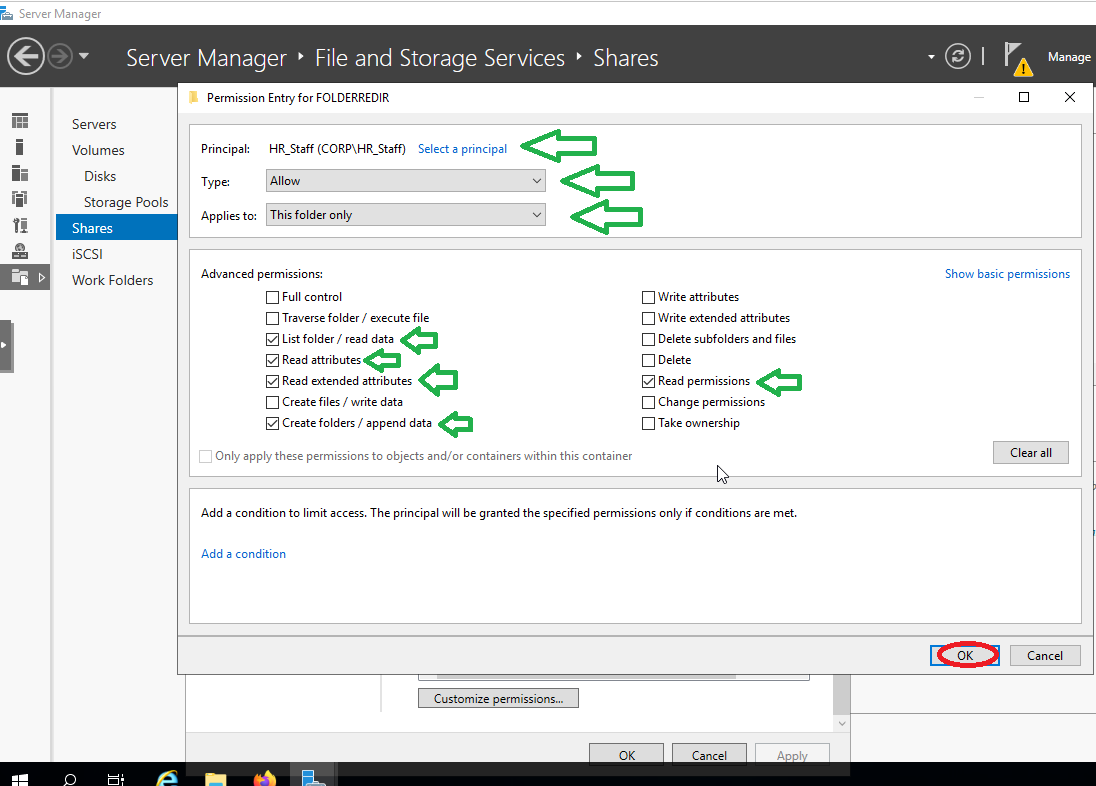 Server Manager
Server Manager ‣ File and Storage Services ‣ Shares
Manage
Permission Entry for FOLDERREDIR
Servers
Volumes
Disks
Storage Pools
Shares
iSCSI
Work Folders
Principal: HR_Staff (CORP\HR_Staff) Select a principal
Type: Allow
Applies to: This folder only
Advanced permissions: Show basic permissions
Full control
Traverse folder / execute file
List folder / read data
Read attributes
Read extended attributes
Create files / write data
Create folders / append data
Write attributes
Write extended attributes
Delete subfolders and files
Delete
Read permissions
Change permissions
Take ownership
Only apply these permissions to objects and/or containers within this container
Clear all
Add a condition to limit access. The principal will be granted the specified permissions only if conditions are met.
Add a condition
OK Cancel
Customize permissions...
OK Cancel Apply